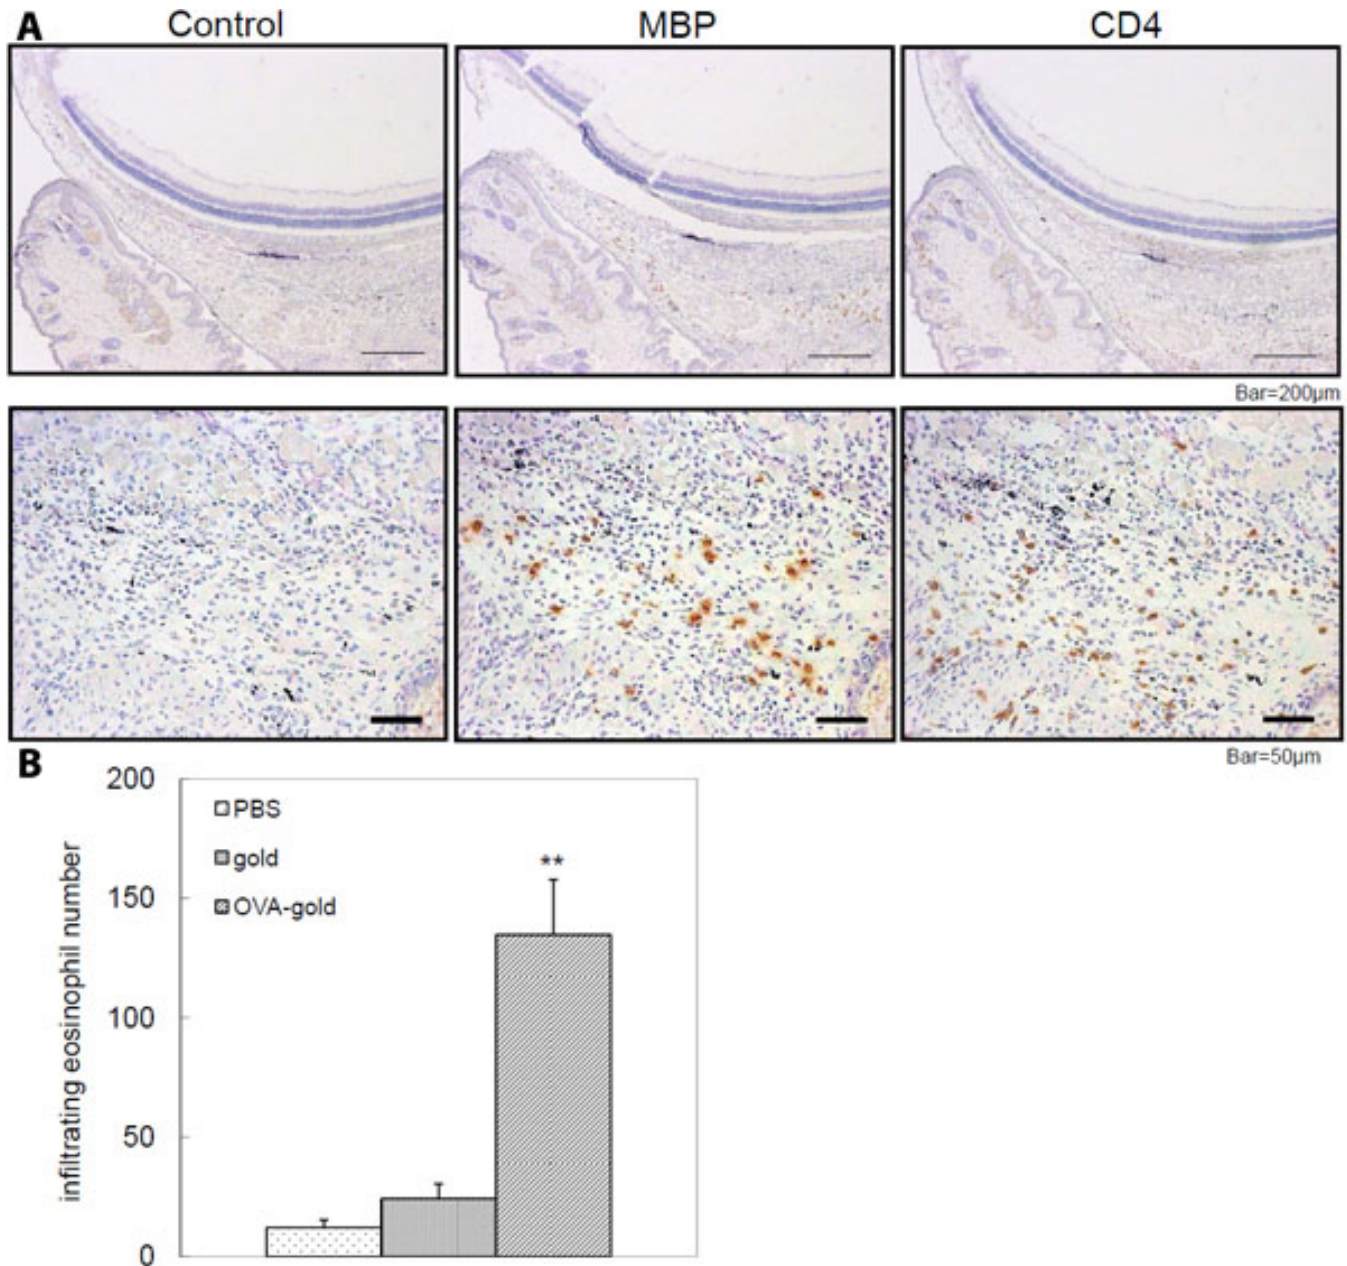 A
Control
MBP
CD4
Bar=200µm
Bar=50µm
B
200
150
100
50
0
infiltrating eosinophil number
PBS
gold
OVA-gold
**